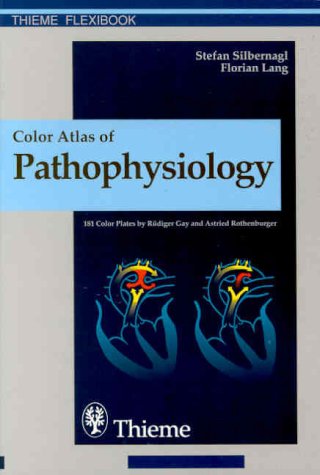 THIEME FLEXIBOOK
Stefan Silbernagl
Florian Lang
Color Atlas of
Pathophysiology
181 Color Plates by Rüdiger Gay and Astried Rothenburger
Thieme